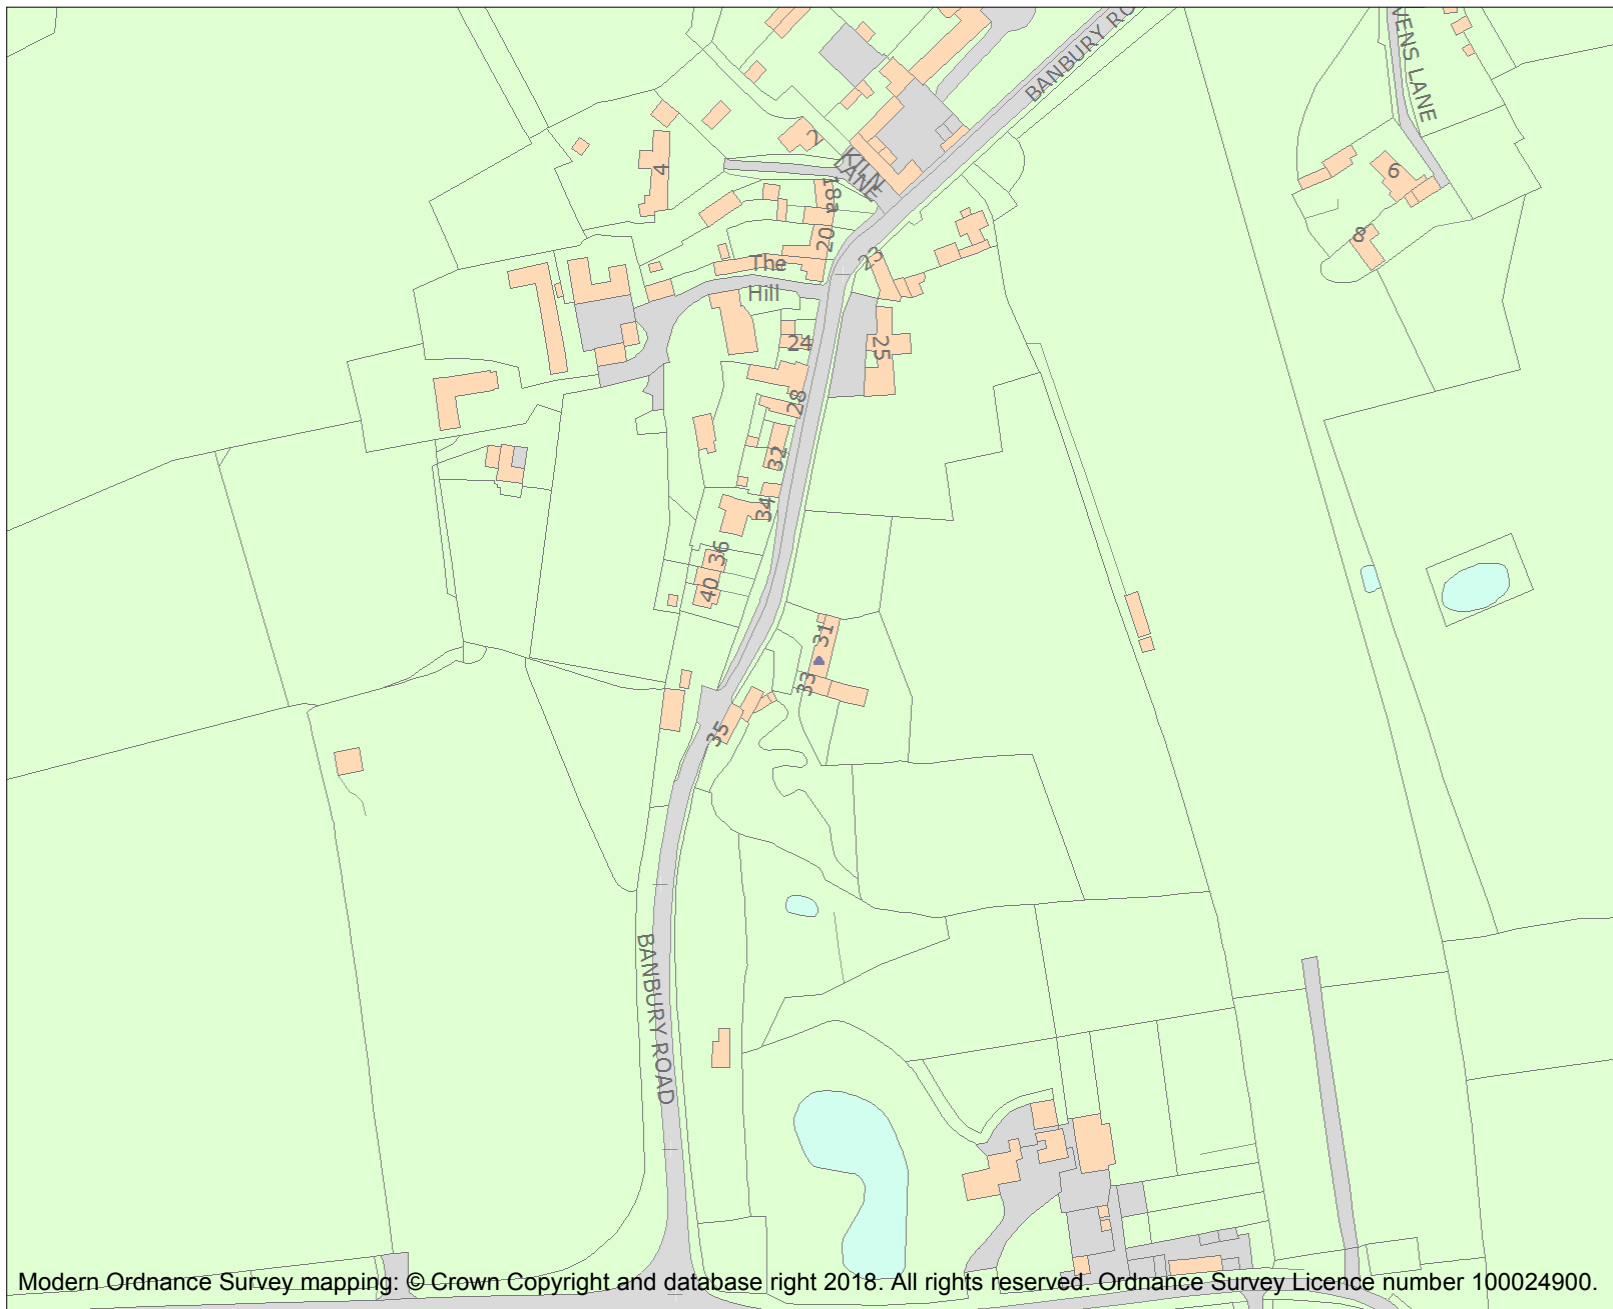 BANBURY RO
VENS LANE
2
4
KILN
LANE
6
18a
8
20
23
The
Hill
24
25
28
32
34
36
40
31
33
35
BANBURY ROAD
Modern Ordnance Survey mapping: © Crown Copyright and database right 2018. All rights reserved. Ordnance Survey Licence number 100024900.